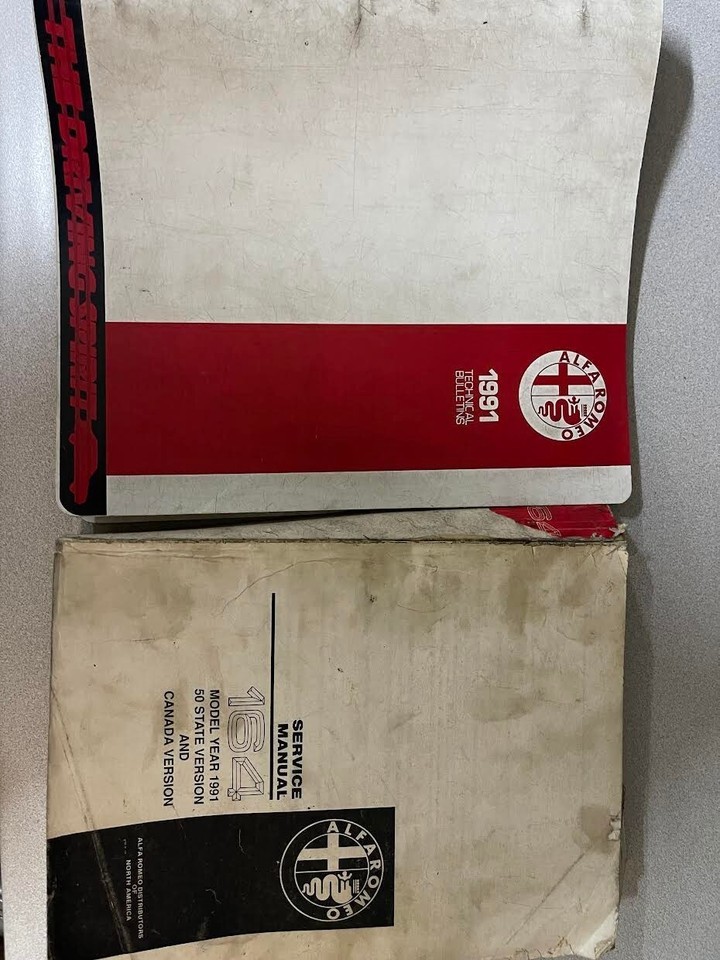 THE DRIVING SPIRIT
ALFA ROMEO
1991
TECHNICAL
BULLETINS
64
ALFA ROMEO
SERVICE
MANUAL
164
MODEL YEAR 1991
50 STATE VERSION
AND
CANADA VERSION
ALFA ROMEO DISTRIBUTORS
OF
NORTH AMERICA